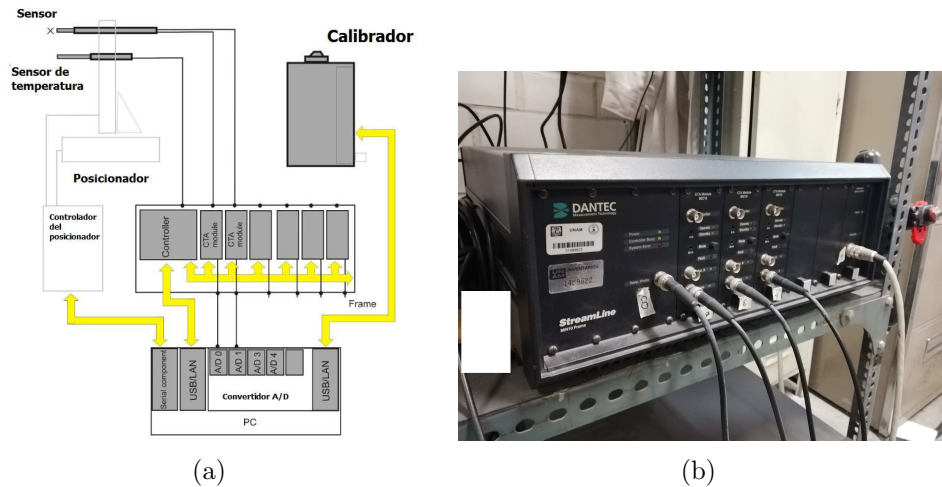 Sensor
Calibrador
Sensor de
temperatura
Posicionador
Controlador
del
posicionador
Controller
CTA
module
CTA
module
Frame
Serial component
USB/LAN
A/D 0
A/D 1
A/D 3
A/D 4
Convertidor A/D
USB/LAN
PC
DANTEC
Measurement Technology
UNAM
StreamLine
(a)
(b)